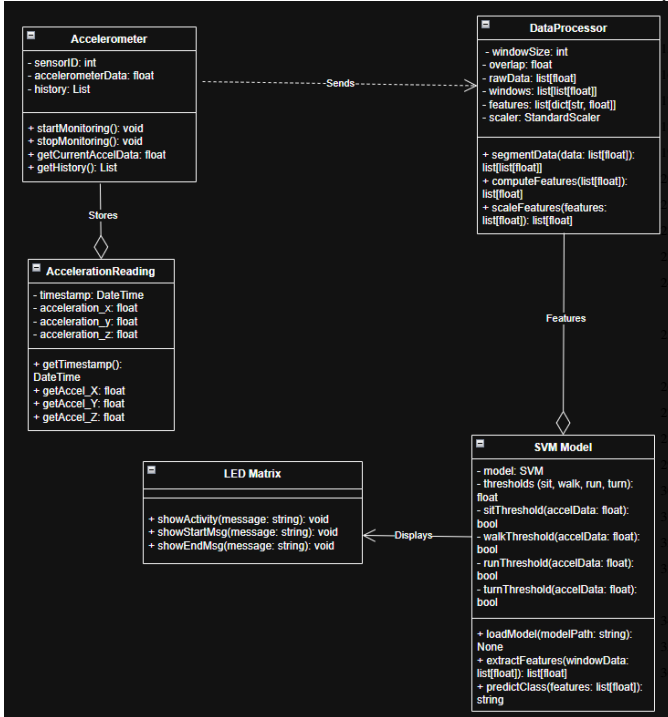 Accelerometer
- sensorID: int
- accelerometerData: float
- history: List
+ startMonitoring(): void
+ stopMonitoring(): void
+ getCurrentAccelData: float
+ getHistory(): List
Sends
DataProcessor
- windowSize: int
- overlap: float
- rawData: list[float]
- windows: list[list[float]]
- features: list[dict[str, float]]
- scaler: StandardScaler
+ segmentData(data: list[float]):
list[list[float]]
+ computeFeatures(list[float]):
list[float]
+ scaleFeatures(features:
list[float]): list[float]
Stores
AccelerationReading
- timestamp: DateTime
- acceleration_x: float
- acceleration_y: float
- acceleration_z: float
+ getTimestamp():
DateTime
+ getAccel_X: float
+ getAccel_Y: float
+ getAccel_Z: float
Features
LED Matrix
+ showActivity(message: string): void
+ showStartMsg(message: string): void
+ showEndMsg(message: string): void
Displays
SVM Model
- model: SVM
- thresholds (sit, walk, run, turn):
float
- sitThreshold(accelData: float):
bool
- walkThreshold(accelData: float):
bool
- runThreshold(accelData: float):
bool
- turnThreshold(accelData: float):
bool
+ loadModel(modelPath: string):
None
+ extractFeatures(windowData:
list[float]): list[float]
+ predictClass(features: list[float]):
string